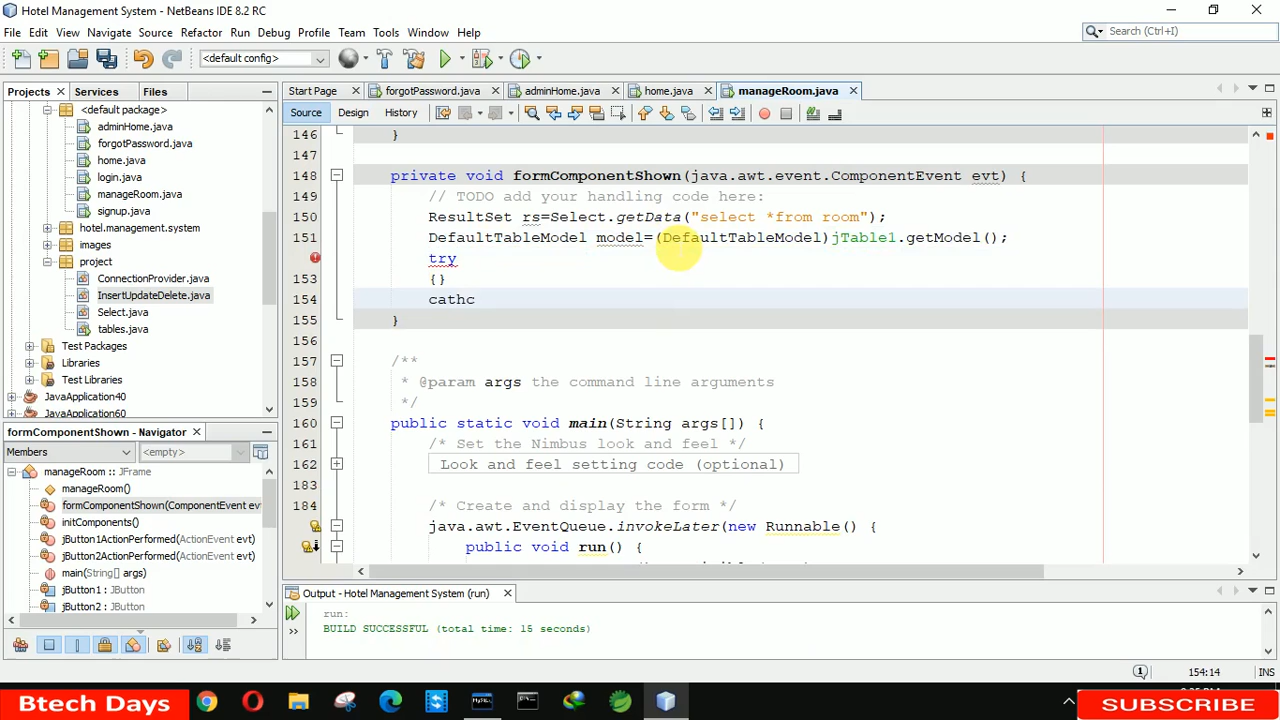 Hotel Management System - NetBeans IDE 8.2 RC
File Edit View Navigate Source Refactor Run Debug Profile Team Tools Window Help
Search (Ctrl+I)
<default config>
Projects Services Files
Start Page forgotPassword.java adminHome.java home.java manageRoom.java
Source Design History
<default package>
adminHome.java
forgotPassword.java
home.java
login.java
manageRoom.java
signup.java
hotel.management.system
images
project
ConnectionProvider.java
InsertUpdateDelete.java
Select.java
tables.java
Test Packages
Libraries
Test Libraries
JavaApplication40
JavaApplication60
formComponentShown - Navigator
Members <empty>
manageRoom :: JFrame
manageRoom()
formComponentShown(ComponentEvent evt
initComponents()
jButton1ActionPerformed(ActionEvent evt)
jButton2ActionPerformed(ActionEvent evt)
main(String[] args)
jButton1 : JButton
jButton2 : JButton
146 }
147
148 private void formComponentShown(java.awt.event.ComponentEvent evt) {
149 // TODO add your handling code here:
150 ResultSet rs=Select.getData("select *from room");
151 DefaultTableModel model=(DefaultTableModel)jTable1.getModel();
try
153 {}
154 cathc
155 }
156
157 /**
158 * @param args the command line arguments
159 */
160 public static void main(String args[]) {
161 /* Set the Nimbus look and feel */
162 Look and feel setting code (optional)
183
184 /* Create and display the form */
java.awt.EventQueue.invokeLater(new Runnable() {
public void run() {
Output - Hotel Management System (run)
run:
BUILD SUCCESSFUL (total time: 15 seconds)
1 154:14 INS
Btech Days
SUBSCRIBE